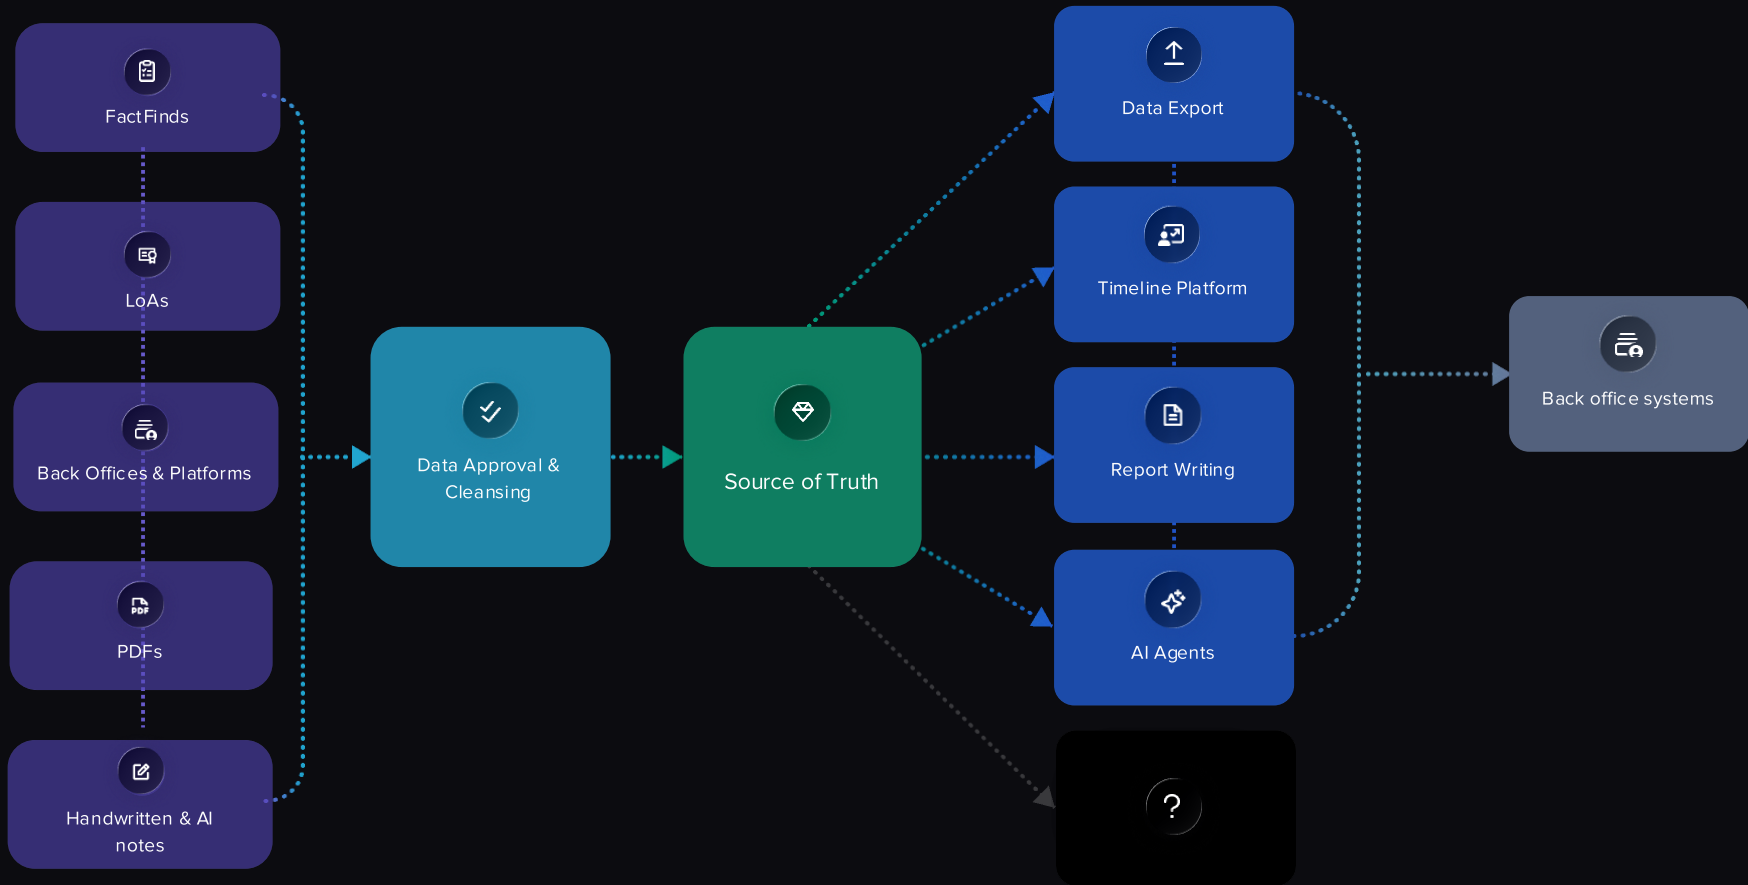 FactFinds
LoAs
Back Offices & Platforms
PDF
PDFs
Handwritten & AI
notes
Data Approval &
Cleansing
Source of Truth
Data Export
Timeline Platform
Report Writing
AI Agents
?
Back office systems